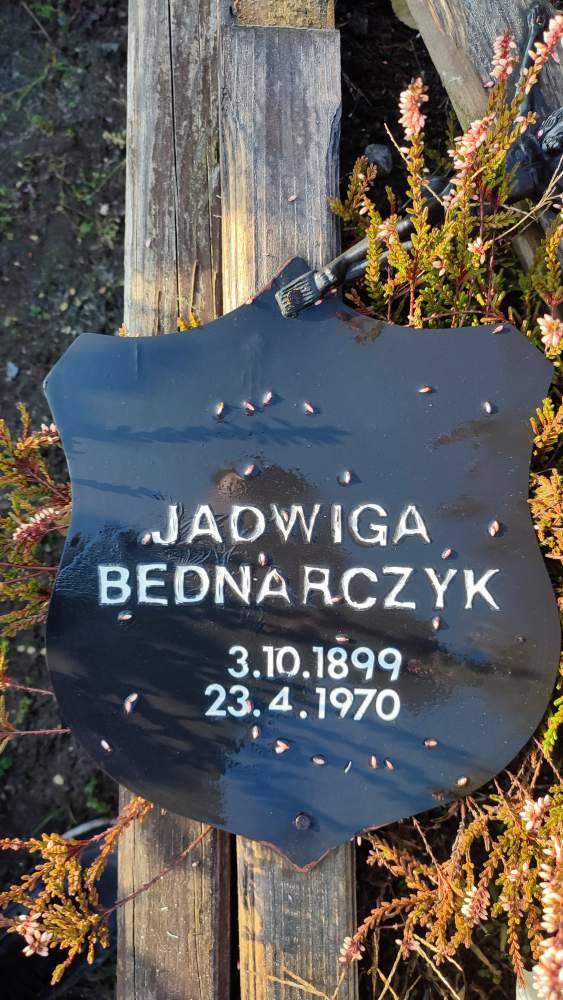 JADWIGA
BEDNARCZYK
3.10.1899
23.4.1970